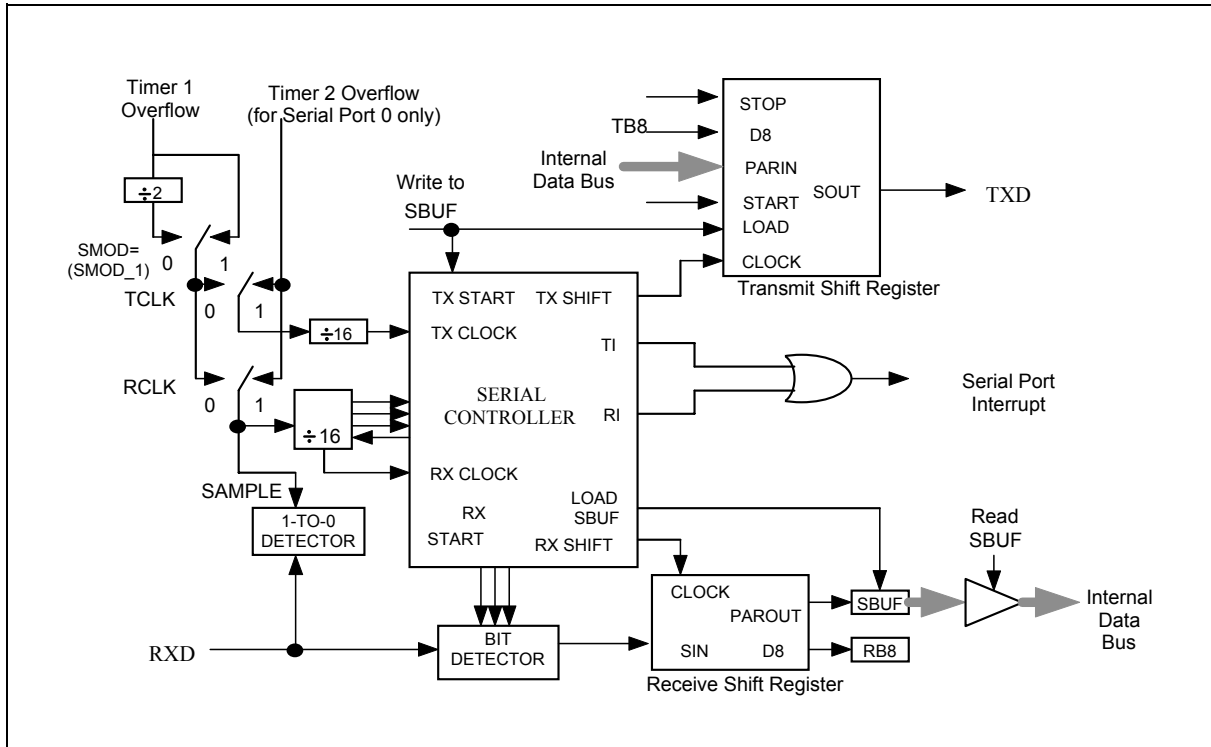 Timer 1
Overflow
Timer 2 Overflow
(for Serial Port 0 only)
÷2
SMOD=
(SMOD_1)
0
1
TCLK
0
1
RCLK
0
1
÷16
÷16
SAMPLE
1-TO-0
DETECTOR
RXD
Write to
SBUF
TB8
Internal
Data Bus
STOP
D8
PARIN
START
LOAD
CLOCK
SOUT
TXD
Transmit Shift Register
TX START
TX SHIFT
TX CLOCK
TI
SERIAL
CONTROLLER
RI
RX CLOCK
LOAD
SBUF
RX
START
RX SHIFT
Serial Port
Interrupt
BIT
DETECTOR
CLOCK
PAROUT
SIN
D8
Receive Shift Register
SBUF
RB8
Read
SBUF
Internal
Data
Bus